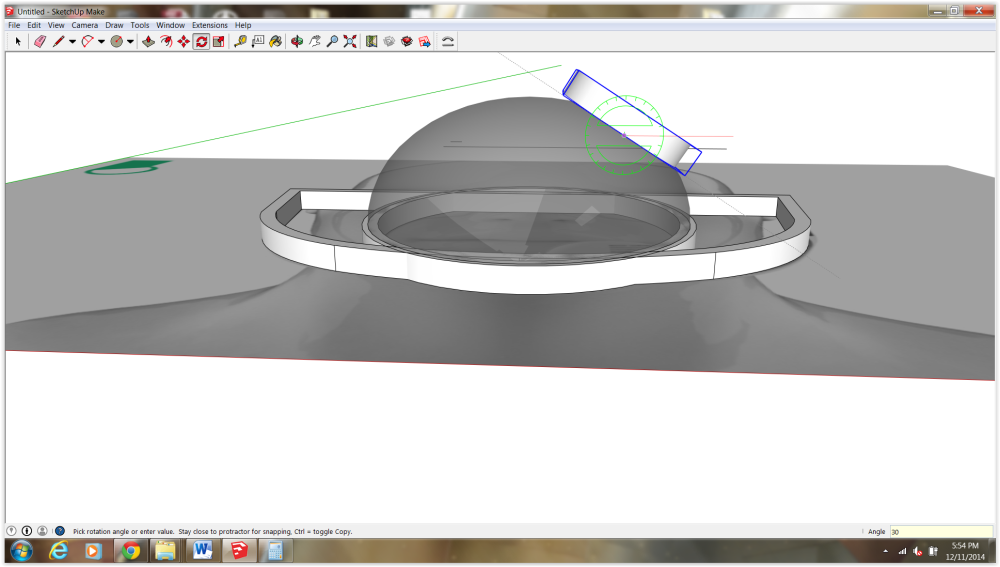 Untitled - SketchUp Make
File Edit View Camera Draw Tools Window Extensions Help
A1
Pick rotation angle or enter value. Stay close to protractor for snapping, Ctrl = toggle Copy.
Angle 30
W
5:54 PM
12/11/2014